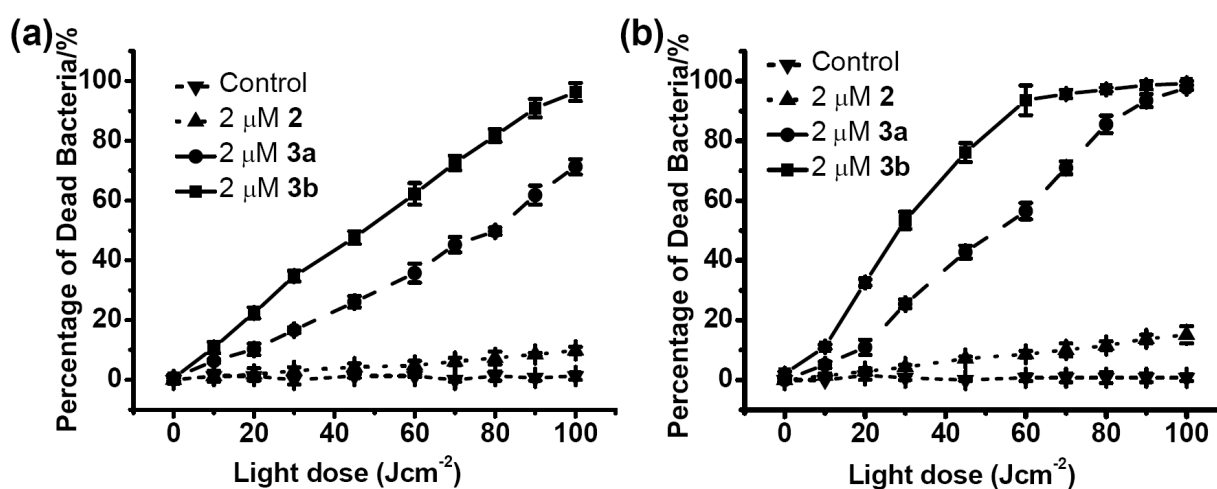 (a)
Percentage of Dead Bacteria/%
100
80
60
40
20
0
Control
2 μM 2
2 μM 3a
2 μM 3b
0 20 40 60 80 100
Light dose (Jcm-2)
(b)
Percentage of Dead Bacteria/%
100
80
60
40
20
0
Control
2 μM 2
2 μM 3a
2 μM 3b
0 20 40 60 80 100
Light dose (Jcm-2)